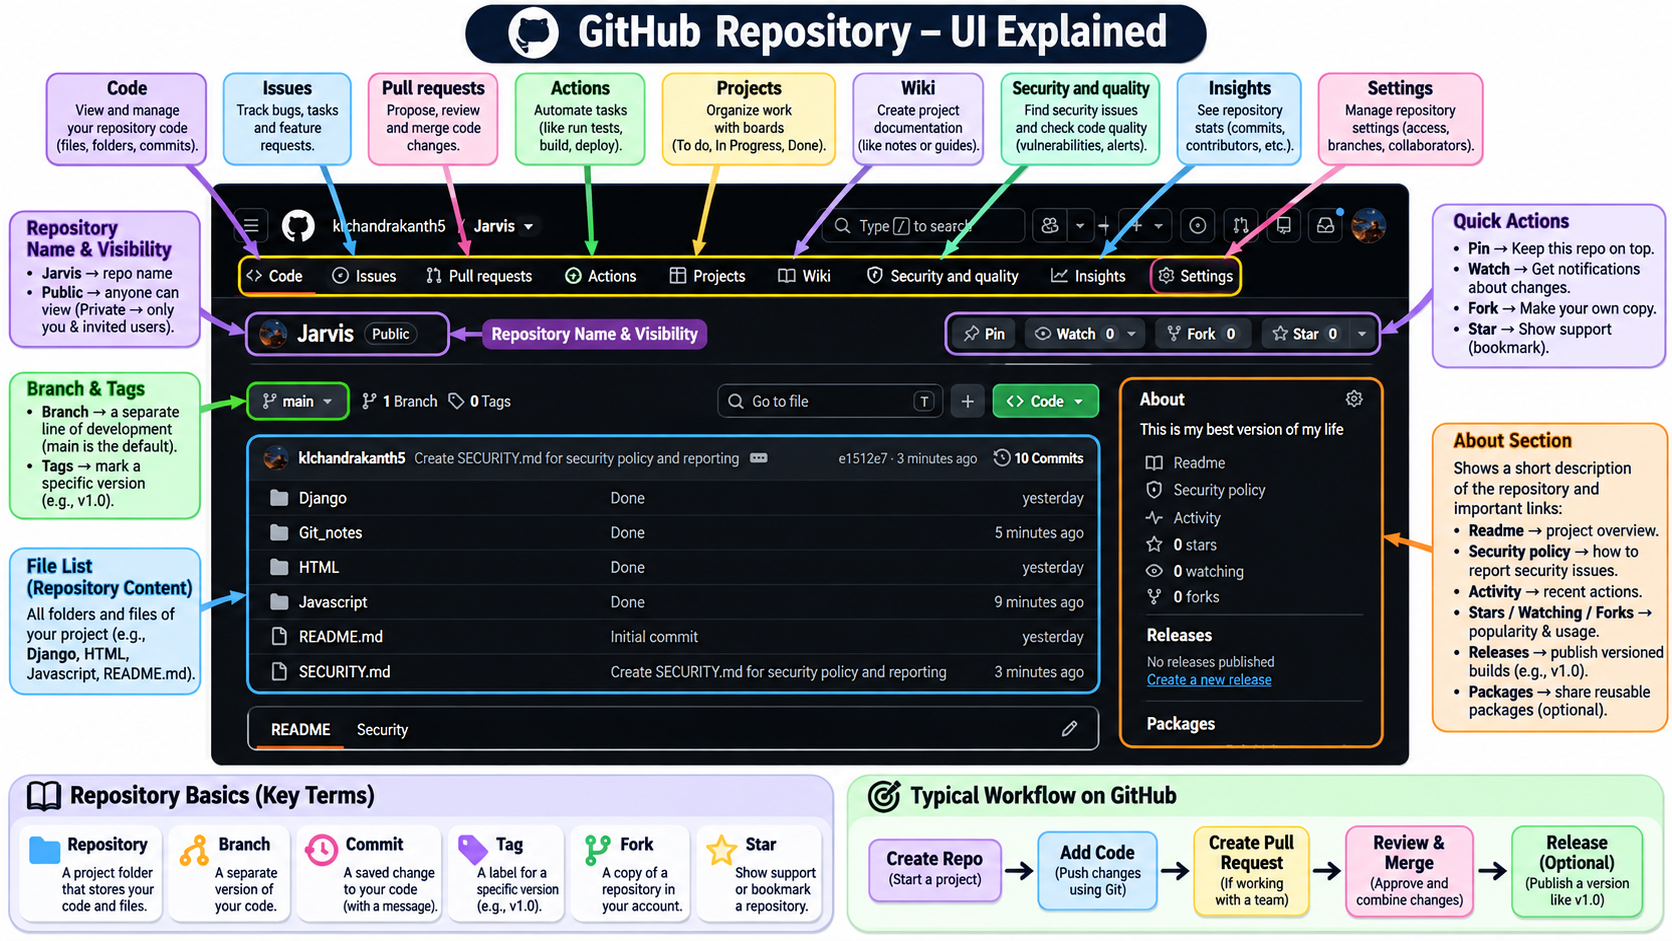 GitHub Repository – UI Explained
Code
View and manage
your repository code
(files, folders, commits).
Issues
Track bugs, tasks
and feature
requests.
Pull requests
Propose, review
and merge code
changes.
Actions
Automate tasks
(like run tests,
build, deploy).
Projects
Organize work
with boards
(To do, In Progress, Done).
Wiki
Create project
documentation
(like notes or guides).
Security and quality
Find security issues
and check code quality
(vulnerabilities, alerts).
Insights
See repository
stats (commits,
contributors, etc.).
Settings
Manage repository
settings (access,
branches, collaborators).
Repository
Name & Visibility
• Jarvis → repo name
• Public → anyone can
view (Private → only
you & invited users).
Branch & Tags
• Branch → a separate
line of development
(main is the default).
• Tags → mark a
specific version
(e.g., v1.0).
File List
(Repository Content)
All folders and files of
your project (e.g.,
Django, HTML,
Javascript, README.md).
klchandrakanth5 / Jarvis
Type / to search
Code Issues Pull requests Actions Projects Wiki Security and quality Insights Settings
Jarvis Public
Repository Name & Visibility
Pin Watch 0 Fork 0 Star 0
main 1 Branch 0 Tags
Go to file T + Code
klchandrakanth5 Create SECURITY.md for security policy and reporting e1512e7 · 3 minutes ago 10 Commits
Django Done yesterday
Git_notes Done 5 minutes ago
HTML Done yesterday
Javascript Done 9 minutes ago
README.md Initial commit yesterday
SECURITY.md Create SECURITY.md for security policy and reporting 3 minutes ago
README Security
About
This is my best version of my life
Readme
Security policy
Activity
0 stars
0 watching
0 forks
Releases
No releases published
Create a new release
Packages
Quick Actions
• Pin → Keep this repo on top.
• Watch → Get notifications
about changes.
• Fork → Make your own copy.
• Star → Show support
(bookmark).
About Section
Shows a short description
of the repository and
important links:
• Readme → project overview.
• Security policy → how to
report security issues.
• Activity → recent actions.
• Stars / Watching / Forks →
popularity & usage.
• Releases → publish versioned
builds (e.g., v1.0).
• Packages → share reusable
packages (optional).
Repository Basics (Key Terms)
Repository
A project folder
that stores your
code and files.
Branch
A separate
version of
your code.
Commit
A saved change
to your code
(with a message).
Tag
A label for a
specific version
(e.g., v1.0).
Fork
A copy of a
repository in
your account.
Star
Show support
or bookmark
a repository.
Typical Workflow on GitHub
Create Repo
(Start a project)
Add Code
(Push changes
using Git)
Create Pull
Request
(If working
with a team)
Review &
Merge
(Approve and
combine changes)
Release
(Optional)
(Publish a version
like v1.0)